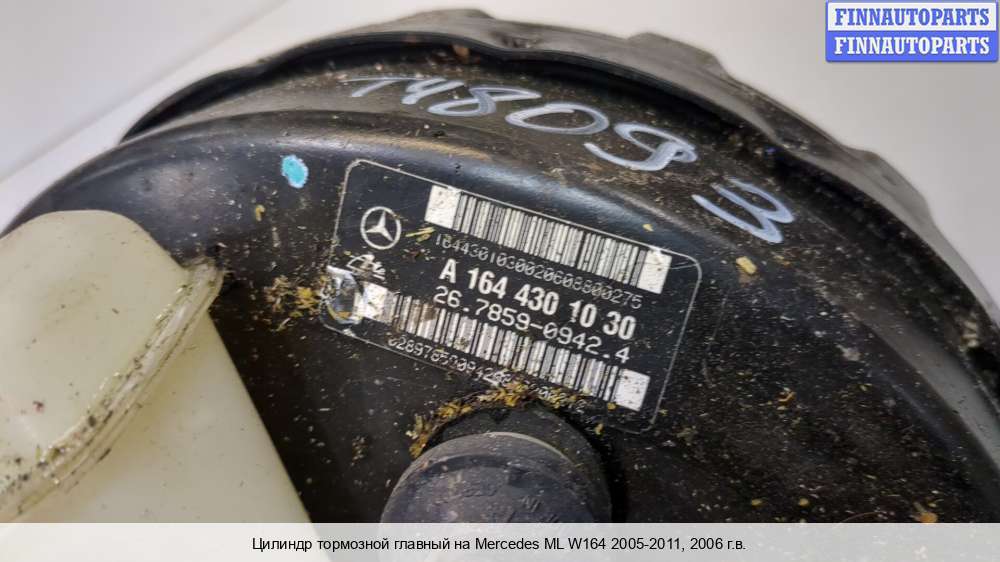 FINNAUTOPARTS
FINNAUTOPARTS
T4809
3
1644301030020608800275
A 164 430 10 30
26.7859-0942.4
Цилиндр тормозной главный на Mercedes ML W164 2005-2011, 2006 г.в.